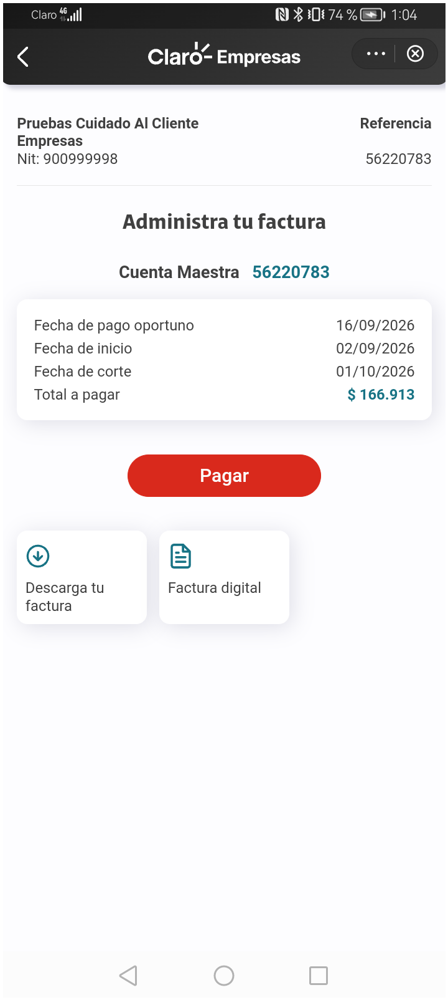 Claro 4G 74 % 1:04
Claro Empresas
Pruebas Cuidado Al Cliente
Empresas
Nit: 900999998
Referencia
56220783
Administra tu factura
Cuenta Maestra 56220783
Fecha de pago oportuno 16/09/2026
Fecha de inicio 02/09/2026
Fecha de corte 01/10/2026
Total a pagar $ 166.913
Pagar
Descarga tu
factura
Factura digital